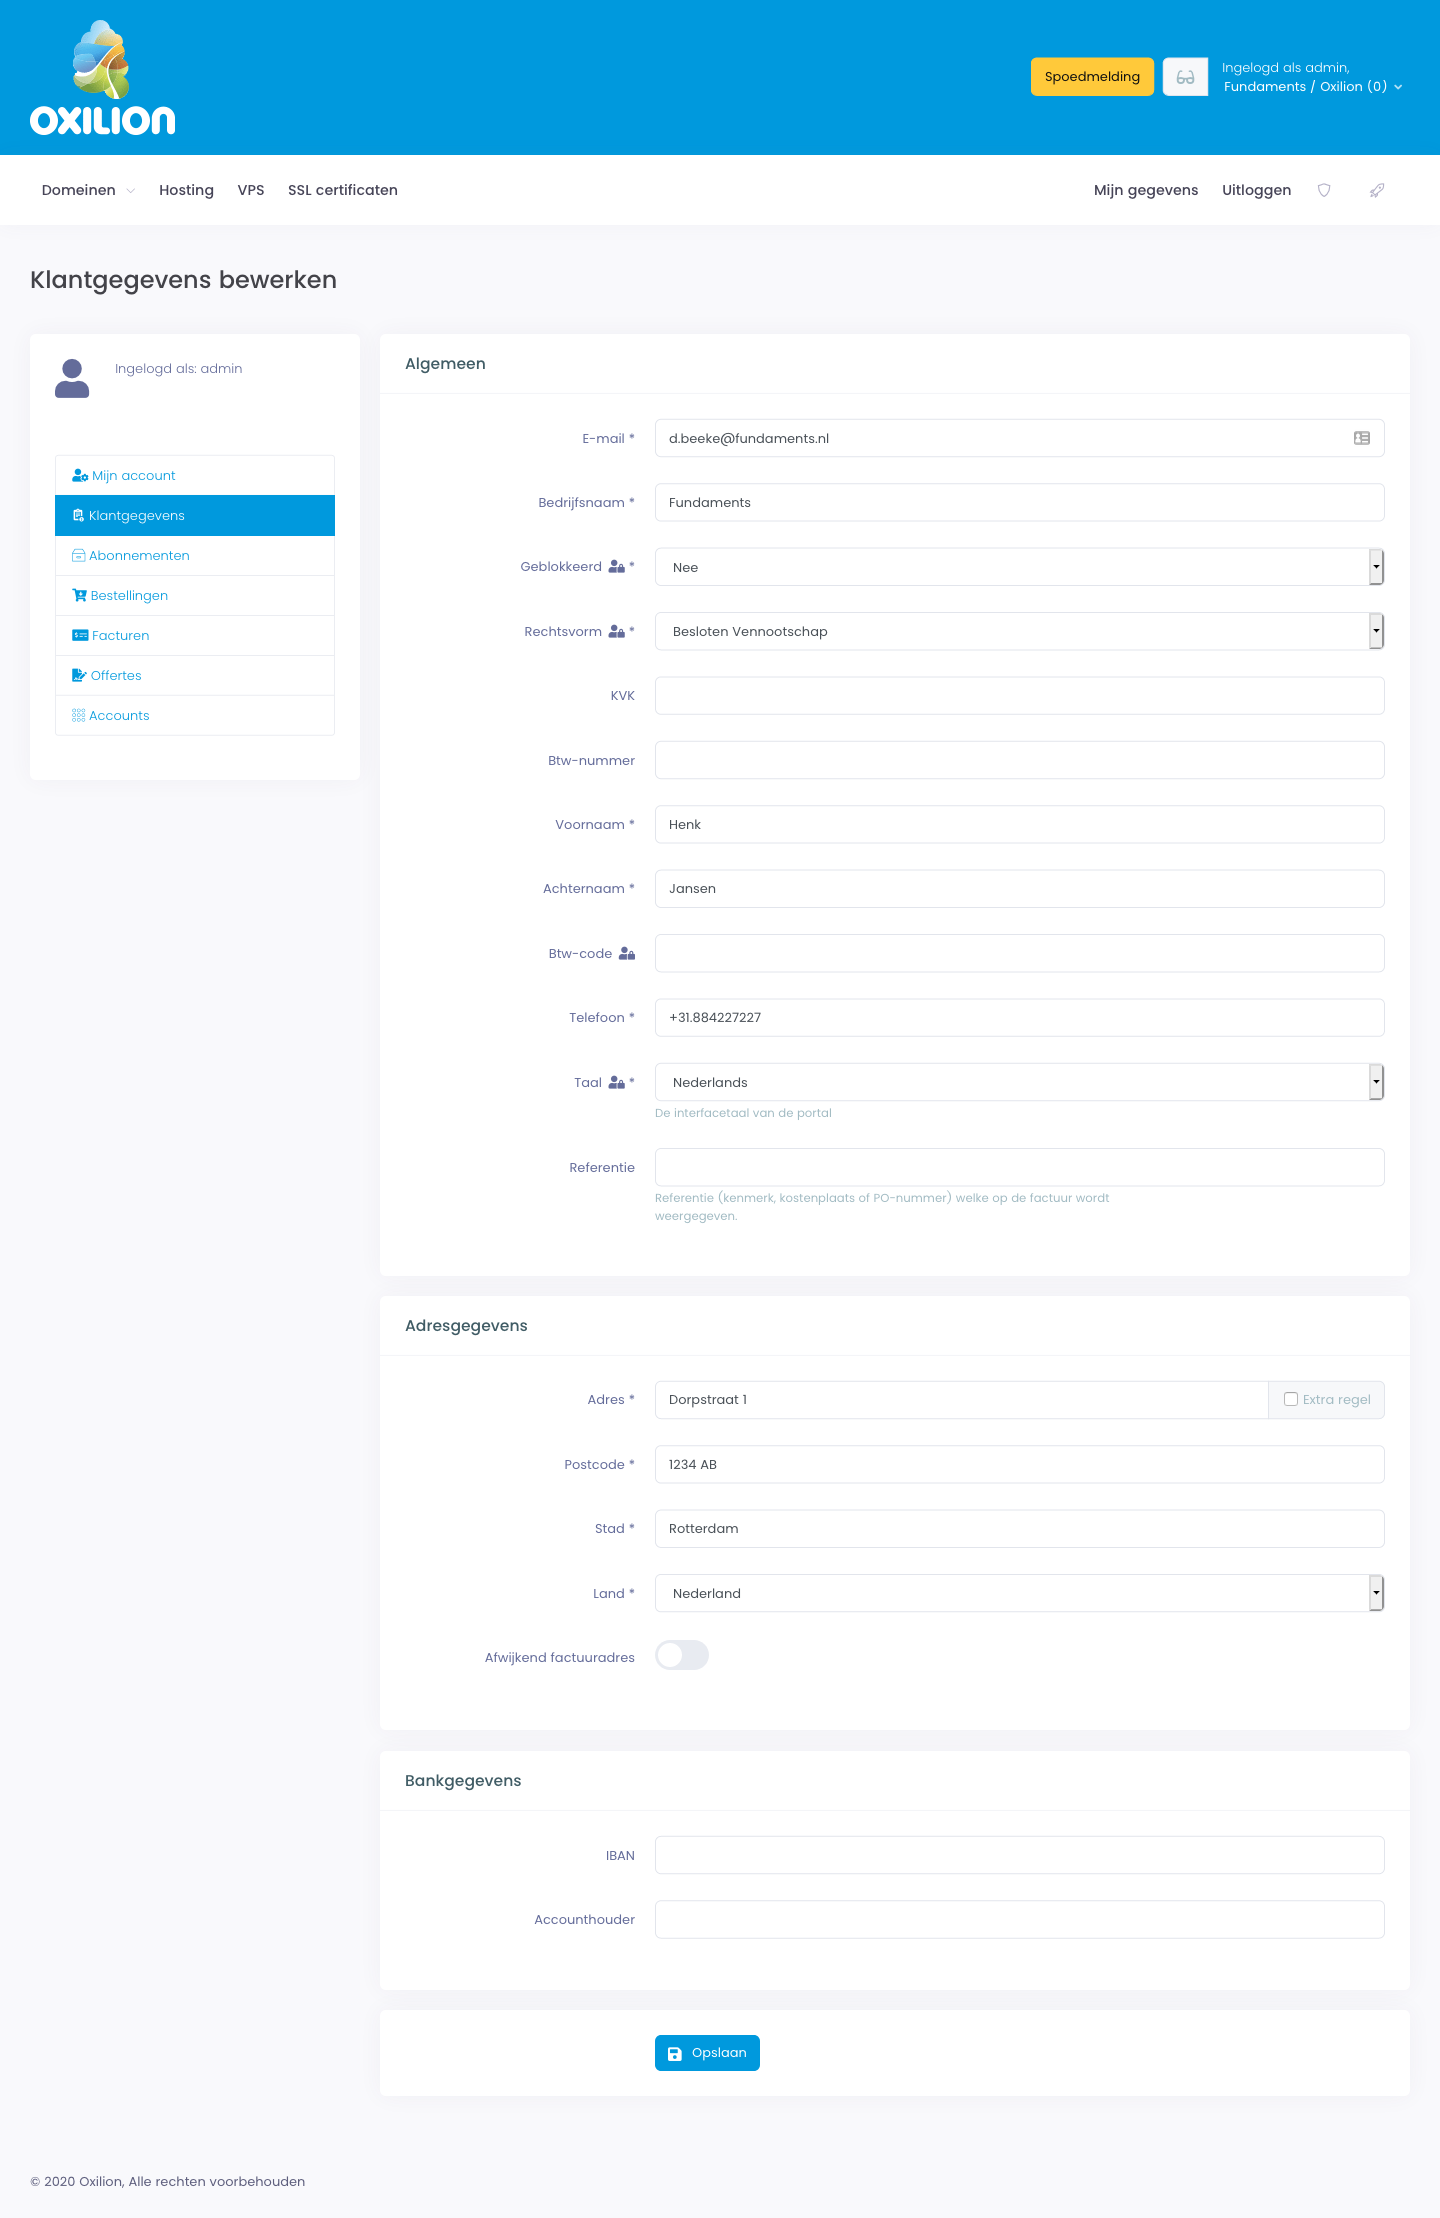 OXILION
Spoedmelding
Ingelogd als admin,
Fundaments / Oxilion (0)
Domeinen
Hosting
VPS
SSL certificaten
Mijn gegevens
Uitloggen
Klantgegevens bewerken
Ingelogd als: admin
Mijn account
Klantgegevens
Abonnementen
Bestellingen
Facturen
Offertes
Accounts
Algemeen
E-mail * d.beeke@fundaments.nl
Bedrijfsnaam * Fundaments
Geblokkeerd * Nee
Rechtsvorm * Besloten Vennootschap
KVK
Btw-nummer
Voornaam * Henk
Achternaam * Jansen
Btw-code
Telefoon * +31.884227227
Taal * Nederlands
De interfacetaal van de portal
Referentie
Referentie (kenmerk, kostenplaats of PO-nummer) welke op de factuur wordt
weergegeven.
Adresgegevens
Adres * Dorpstraat 1 Extra regel
Postcode * 1234 AB
Stad * Rotterdam
Land * Nederland
Afwijkend factuuradres
Bankgegevens
IBAN
Accounthouder
Opslaan
© 2020 Oxilion, Alle rechten voorbehouden